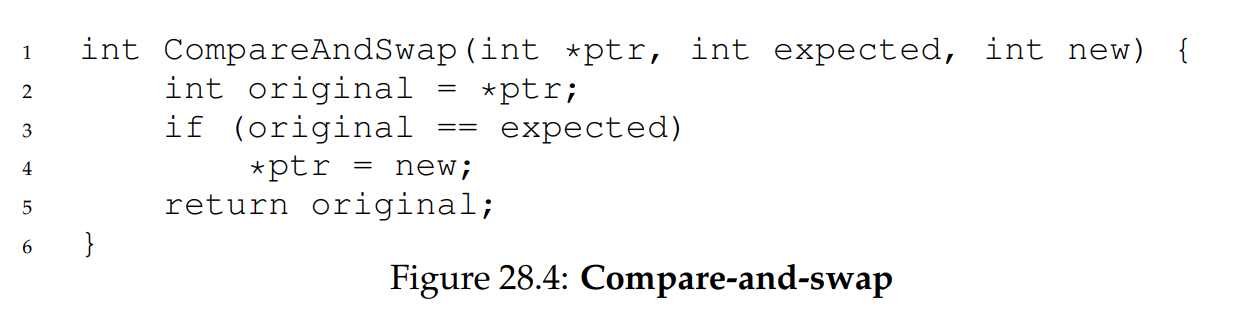 1 int CompareAndSwap(int *ptr, int expected, int new) {
2 int original = *ptr;
3 if (original == expected)
4 *ptr = new;
5 return original;
6 }
Figure 28.4: Compare-and-swap